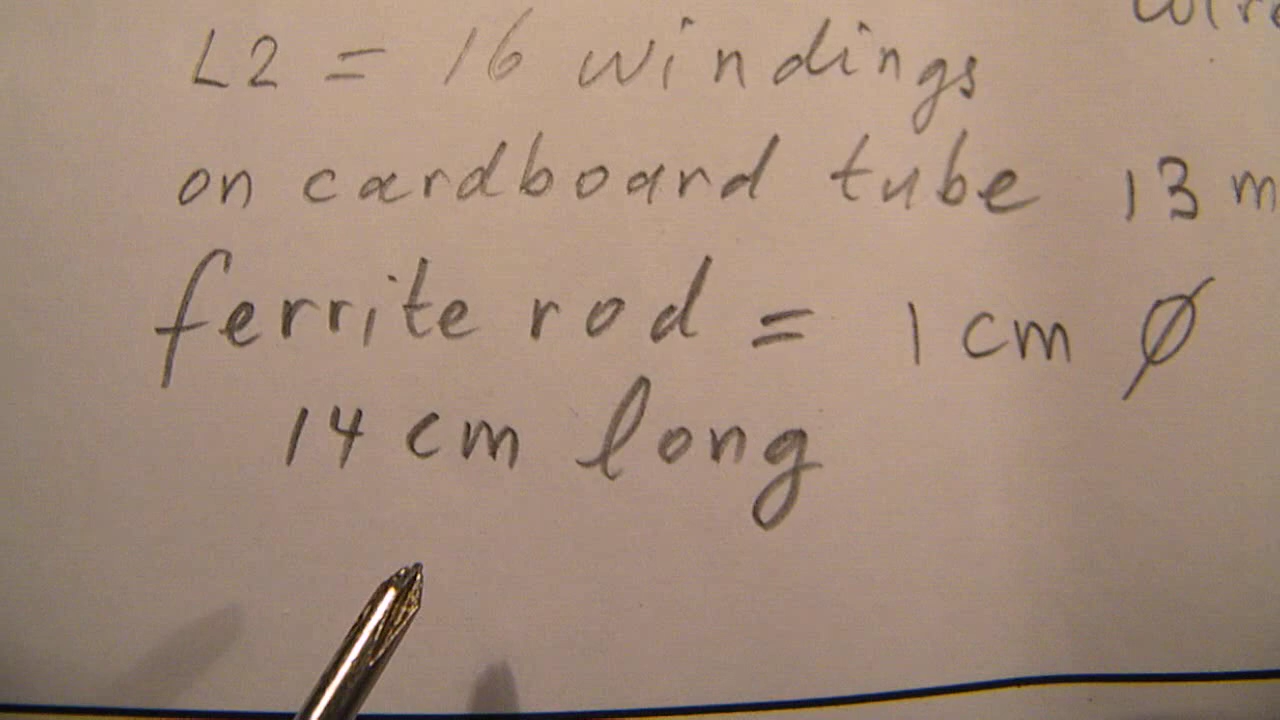 L2 = 16 windings
on cardboard tube 13 m
ferrite rod = 1 cm Ø
14 cm long